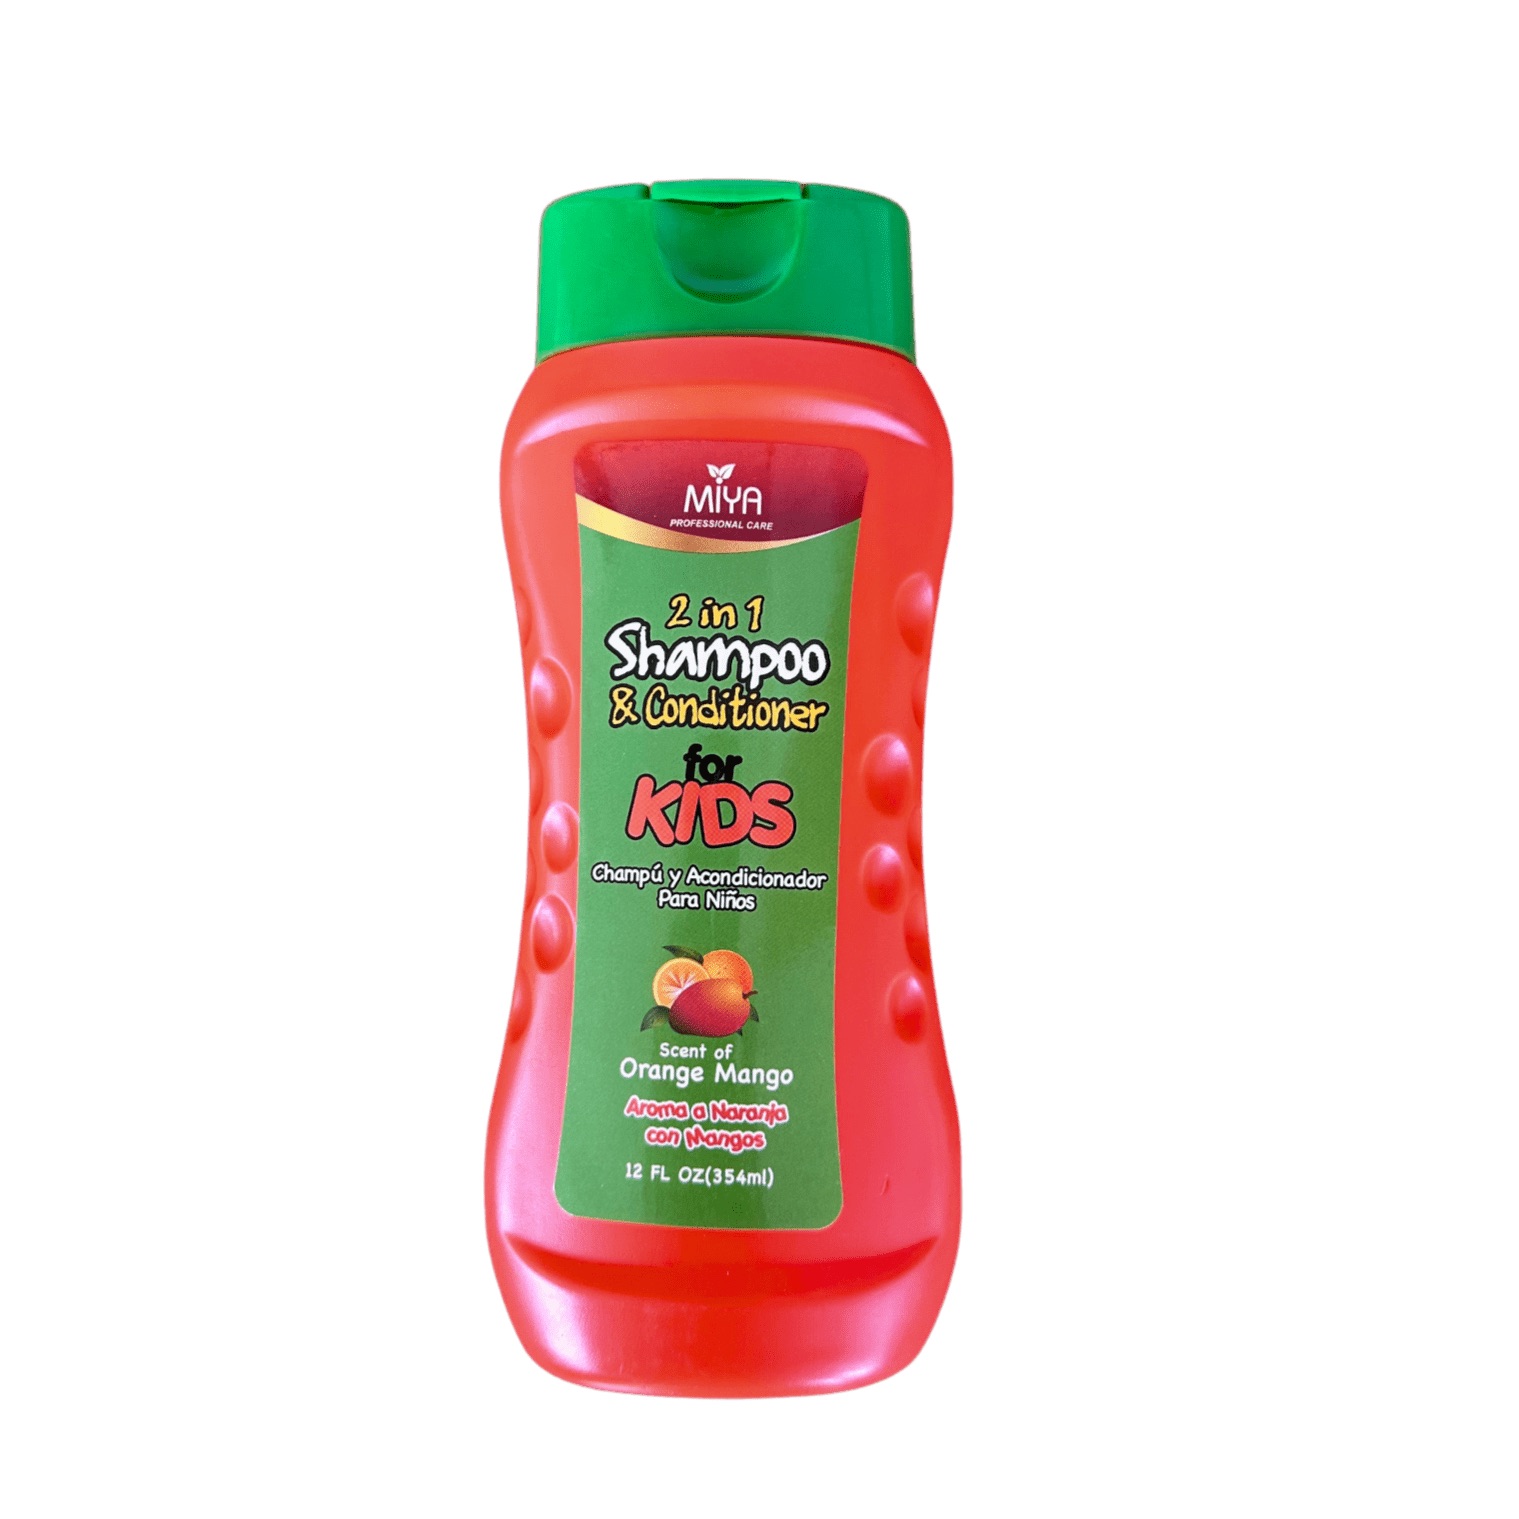 MiYA
PROFESSIONAL CARE
2 in 1
Shampoo
& Conditioner
for
KIDS
Champú y Acondicionador
Para Niños
Scent of
Orange Mango
Aroma a Naranja
con Mangos
12 FL OZ(354ml)